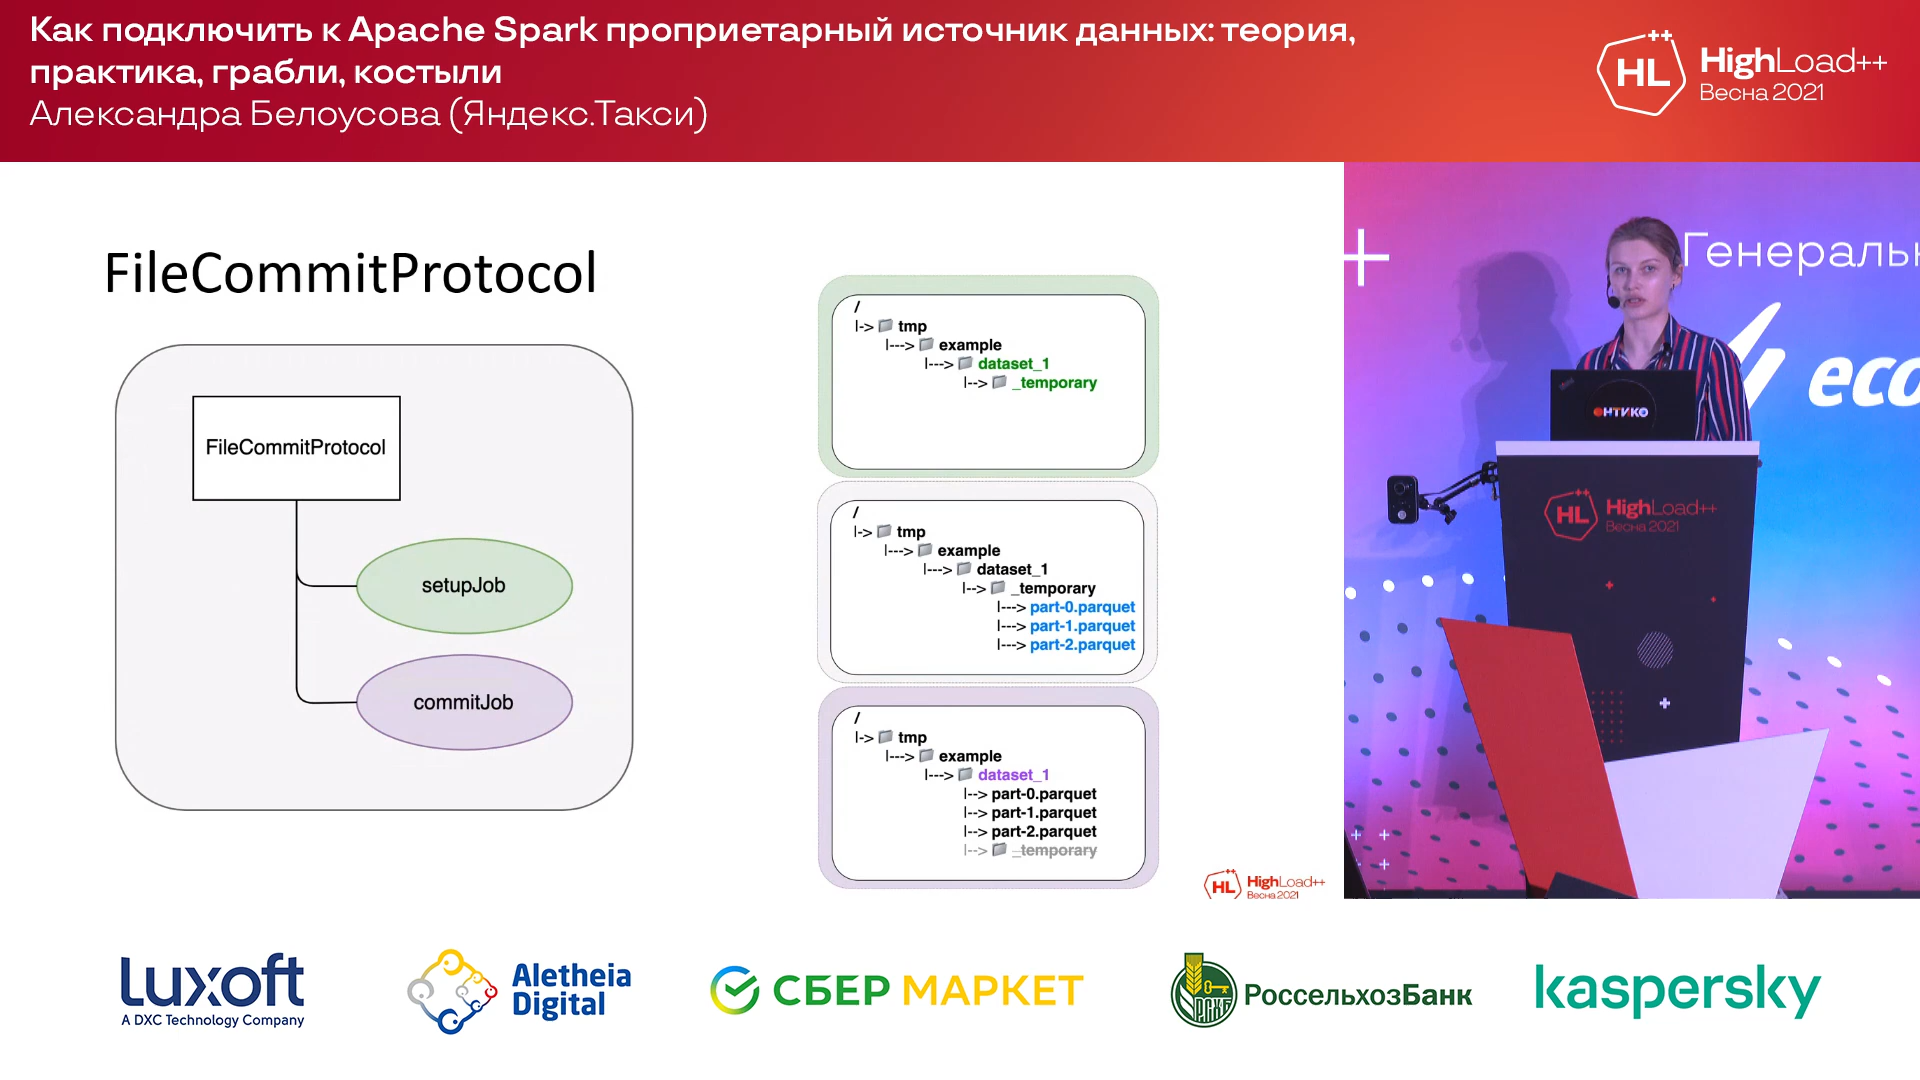 Как подключить к Apache Spark проприетарный источник данных: теория,
практика, грабли, костыли
Александра Белоусова (Яндекс.Такси)
HL
HighLoad++
Весна 2021
FileCommitProtocol
FileCommitProtocol
setupJob
commitJob
/
|-> tmp
|---> example
|---> dataset_1
|--> _temporary
/
|-> tmp
|---> example
|---> dataset_1
|--> _temporary
|---> part-0.parquet
|---> part-1.parquet
|---> part-2.parquet
/
|-> tmp
|---> example
|---> dataset_1
|--> part-0.parquet
|--> part-1.parquet
|--> part-2.parquet
|--> _temporary
HL
HighLoad++
Весна 2021
Генеральн
eco
ОНТИКО
HL
HighLoad++
Весна 2021
Luxoft
A DXC Technology Company
Aletheia
Digital
СБЕР МАРКЕТ
РСХБ
РоссельхозБанк
kaspersky